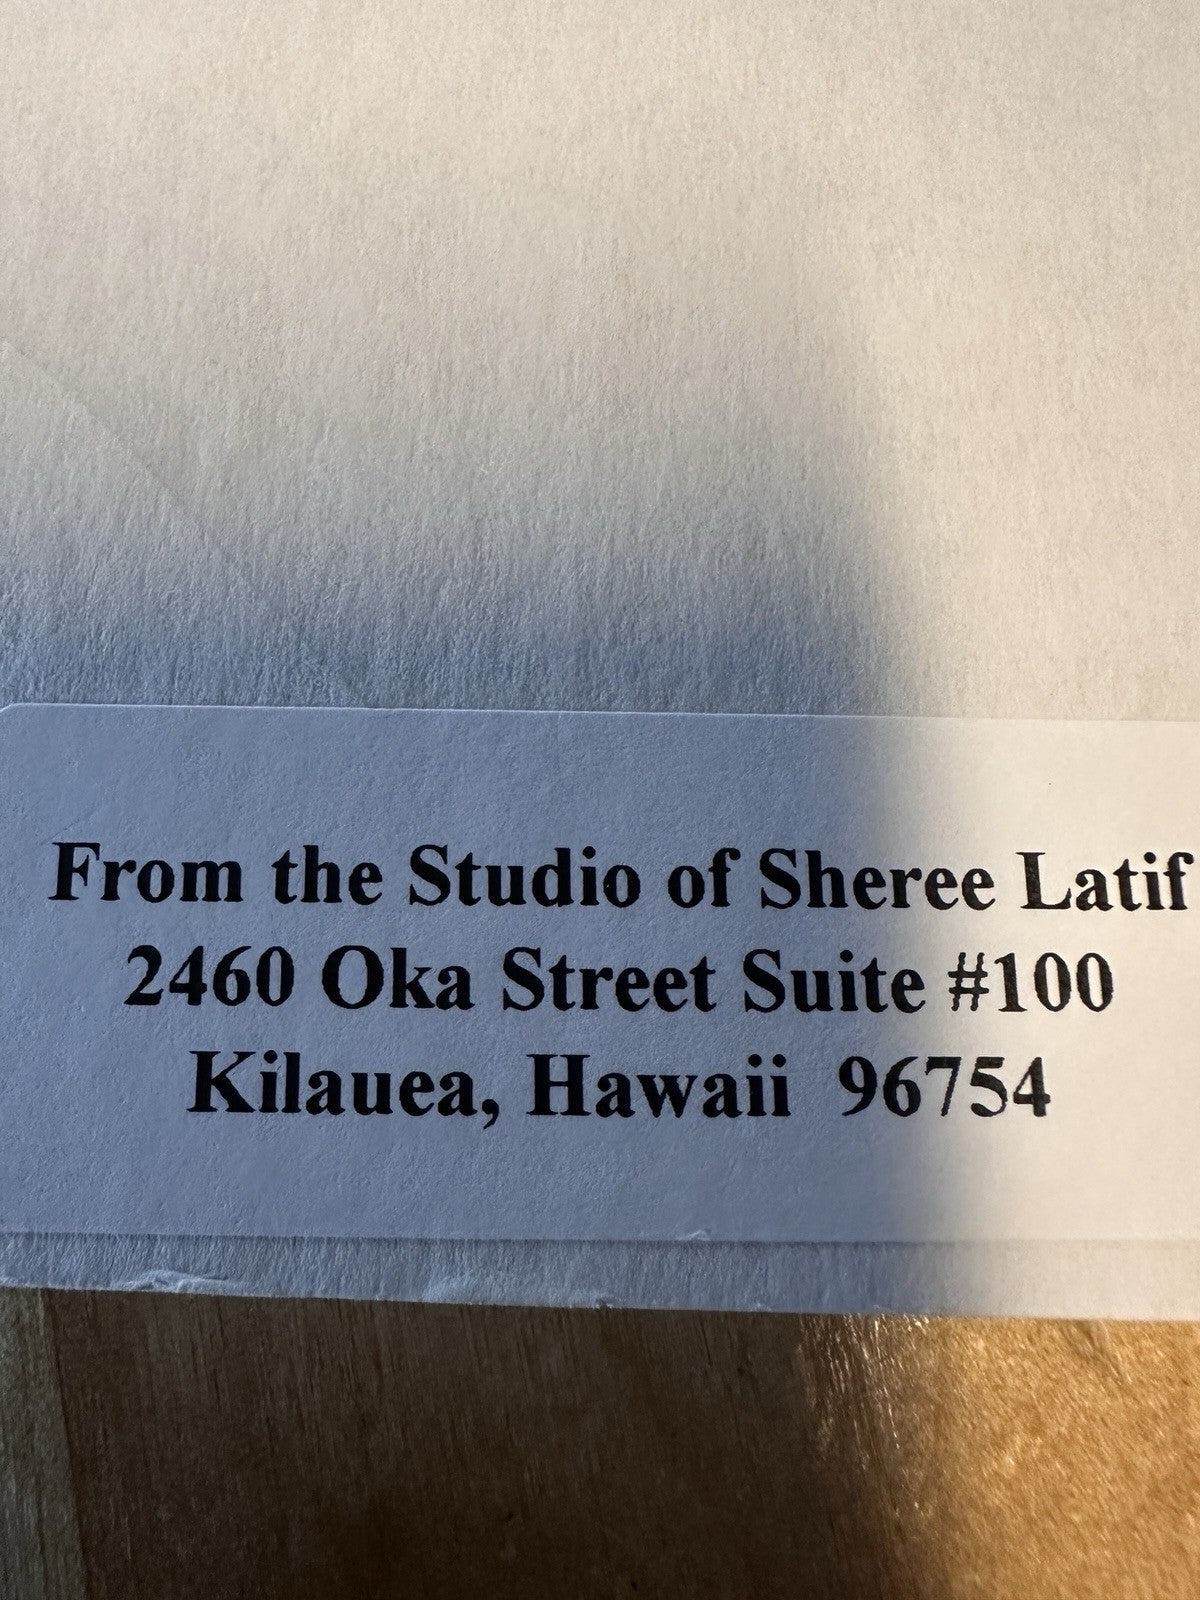 From the Studio of Sheree Latif
2460 Oka Street Suite #100
Kilauea, Hawaii  96754